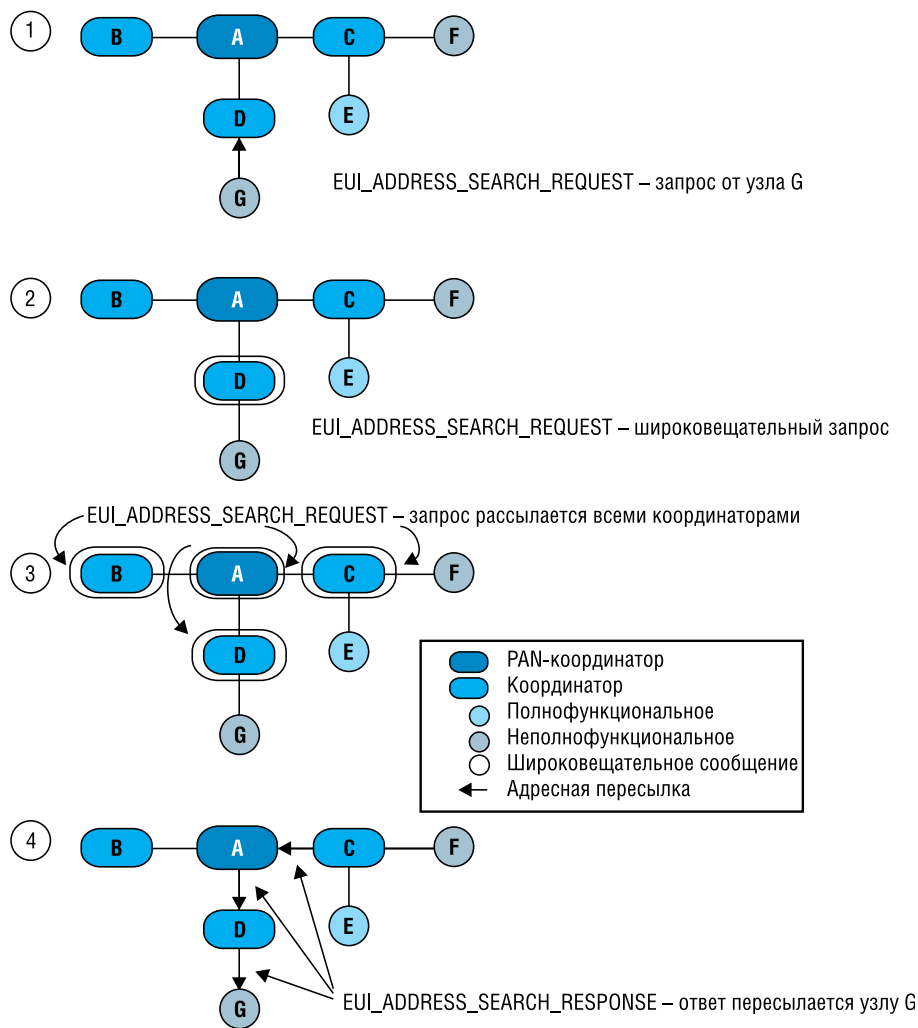 1
B
A
C
F
D
E
G
EUI_ADDRESS_SEARCH_REQUEST – запрос от узла G
2
B
A
C
F
D
E
EUI_ADDRESS_SEARCH_REQUEST – широковещательный запрос
G
EUI_ADDRESS_SEARCH_REQUEST – запрос рассылается всеми координаторами
3
B
A
C
F
D
E
G
PAN-координатор
Координатор
Полнофункциональное
Неполнофункциональное
Широковещательное сообщение
Адресная пересылка
4
B
A
C
F
D
E
G
EUI_ADDRESS_SEARCH_RESPONSE – ответ пересылается узлу G